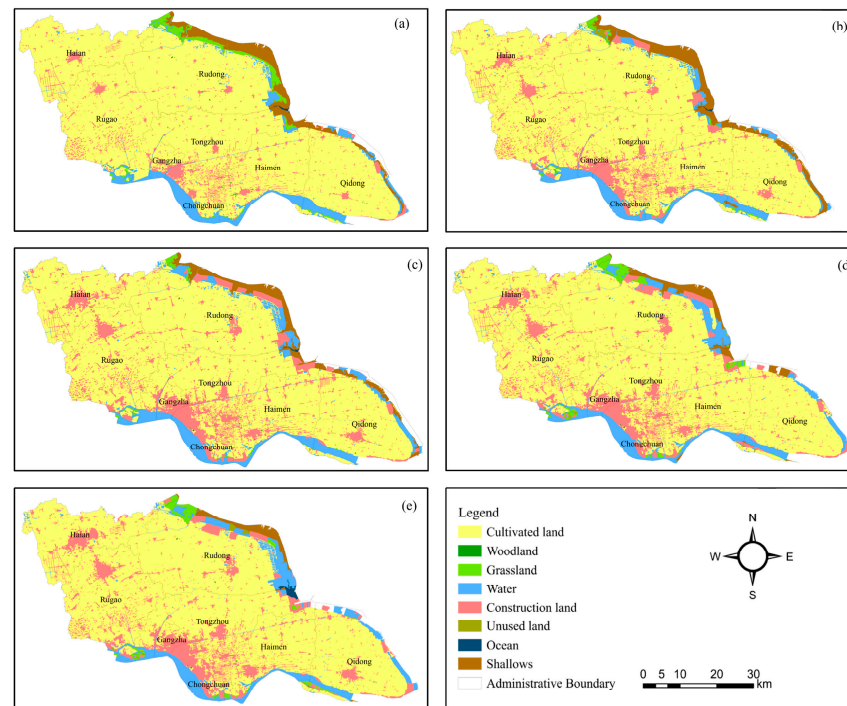 (a)
Haian
Rudong
Rugao
Tongzhou
Gangzha
Haimen
Qidong
Chongchuan
(b)
Haian
Rudong
Rugao
Tongzhou
Gangzha
Haimen
Qidong
Chongchuan
(c)
Haian
Rudong
Rugao
Tongzhou
Gangzha
Haimen
Qidong
Chongchuan
(d)
Haian
Rudong
Rugao
Tongzhou
Gangzha
Haimen
Qidong
Chongchuan
(e)
Haian
Rudong
Rugao
Tongzhou
Gangzha
Haimen
Qidong
Chongchuan
Legend
Cultivated land
Woodland
Grassland
Water
Construction land
Unused land
Ocean
Shallows
Administrative Boundary
N
W E
S
0 5 10 20 30
km